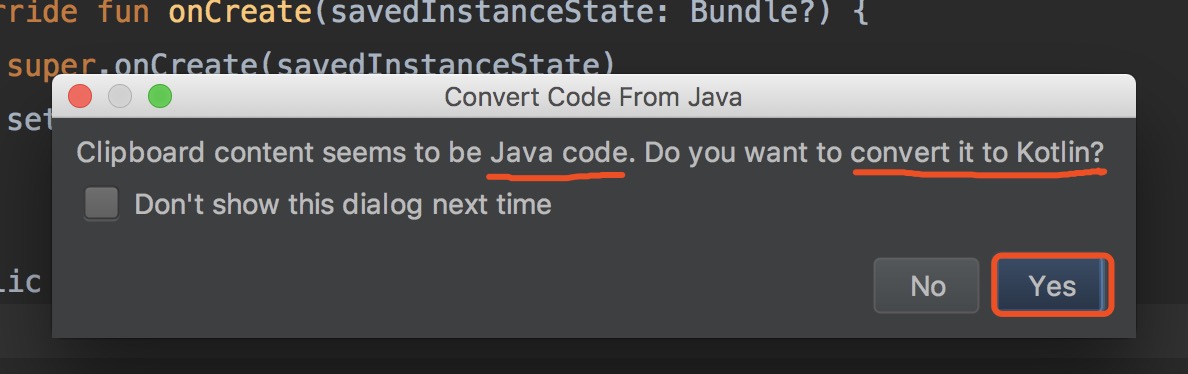 rride fun onCreate(savedInstanceState: Bundle?) {
super.onCreate(savedInstanceState)
set
Convert Code From Java
Clipboard content seems to be Java code. Do you want to convert it to Kotlin?
Don't show this dialog next time
lic
No
Yes